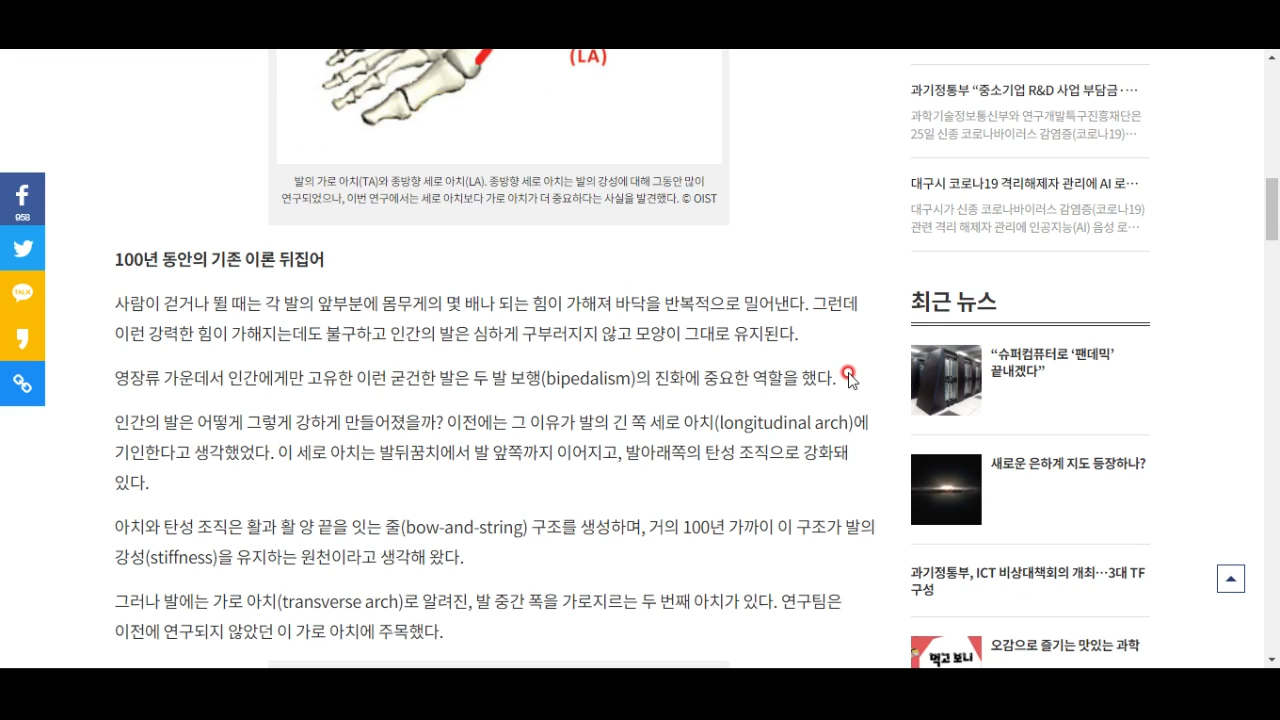 (LA)
발의 가로 아치(TA)와 종방향 세로 아치(LA). 종방향 세로 아치는 발의 강성에 대해 그동안 많이
연구되었으나, 이번 연구에서는 세로 아치보다 가로 아치가 더 중요하다는 사실을 발견했다. © OIST
958
TALK
100년 동안의 기존 이론 뒤집어
사람이 걷거나 뛸 때는 각 발의 앞부분에 몸무게의 몇 배나 되는 힘이 가해져 바닥을 반복적으로 밀어낸다. 그런데
이런 강력한 힘이 가해지는데도 불구하고 인간의 발은 심하게 구부러지지 않고 모양이 그대로 유지된다.
영장류 가운데서 인간에게만 고유한 이런 굳건한 발은 두 발 보행(bipedalism)의 진화에 중요한 역할을 했다.
인간의 발은 어떻게 그렇게 강하게 만들어졌을까? 이전에는 그 이유가 발의 긴 쪽 세로 아치(longitudinal arch)에
기인한다고 생각했었다. 이 세로 아치는 발뒤꿈치에서 발 앞쪽까지 이어지고, 발아래쪽의 탄성 조직으로 강화돼
있다.
아치와 탄성 조직은 활과 활 양 끝을 잇는 줄(bow-and-string) 구조를 생성하며, 거의 100년 가까이 이 구조가 발의
강성(stiffness)을 유지하는 원천이라고 생각해 왔다.
그러나 발에는 가로 아치(transverse arch)로 알려진, 발 중간 폭을 가로지르는 두 번째 아치가 있다. 연구팀은
이전에 연구되지 않았던 이 가로 아치에 주목했다.
과기정통부 “중소기업 R&D 사업 부담금·…
과학기술정보통신부와 연구개발특구진흥재단은
25일 신종 코로나바이러스 감염증(코로나19)…
대구시 코로나19 격리해제자 관리에 AI 로…
대구시가 신종 코로나바이러스 감염증(코로나19)
관련 격리 해제자 관리에 인공지능(AI) 음성 로…
최근 뉴스
“슈퍼컴퓨터로 ‘팬데믹’
끝내겠다”
새로운 은하계 지도 등장하나?
과기정통부, ICT 비상대책회의 개최…3대 TF
구성
오감으로 즐기는 맛있는 과학
먹고 보니